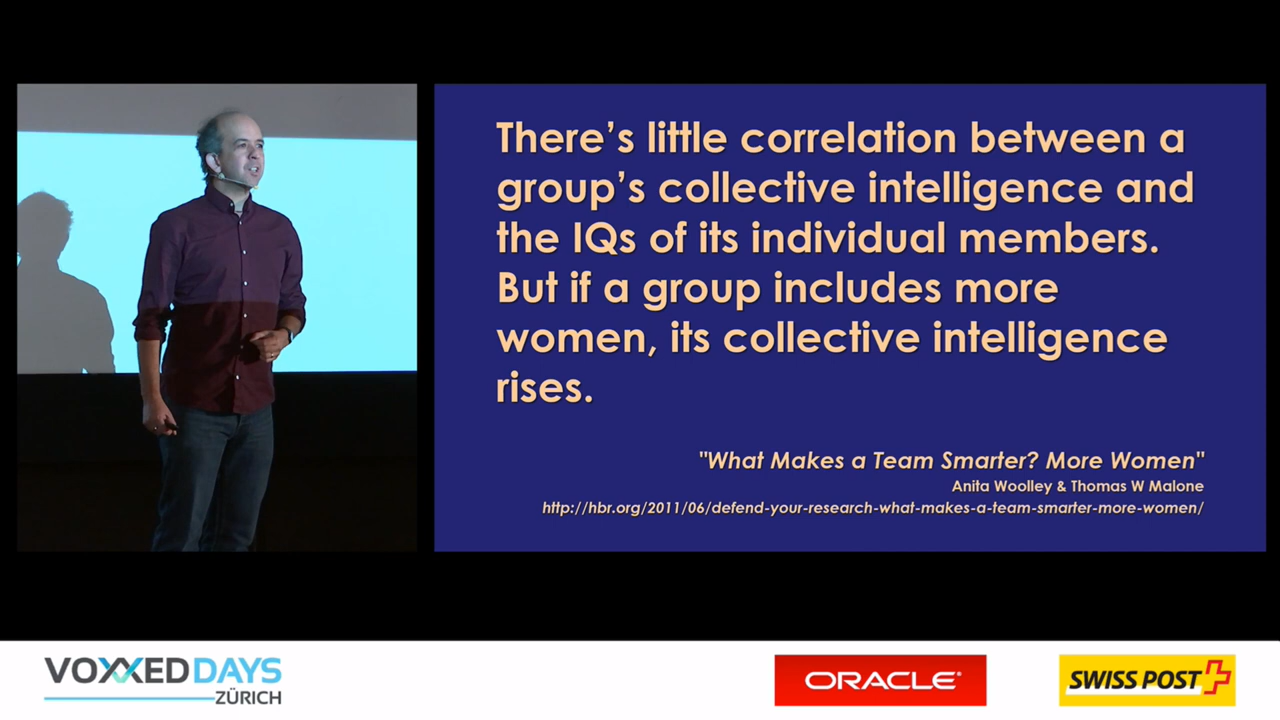 There's little correlation between a
group's collective intelligence and
the IQs of its individual members.
But if a group includes more
women, its collective intelligence
rises.
"What Makes a Team Smarter? More Women"
Anita Woolley & Thomas W Malone
http://hbr.org/2011/06/defend-your-research-what-makes-a-team-smarter-more-women/
VOXXED DAYS
ZÜRICH
ORACLE®
SWISS POST